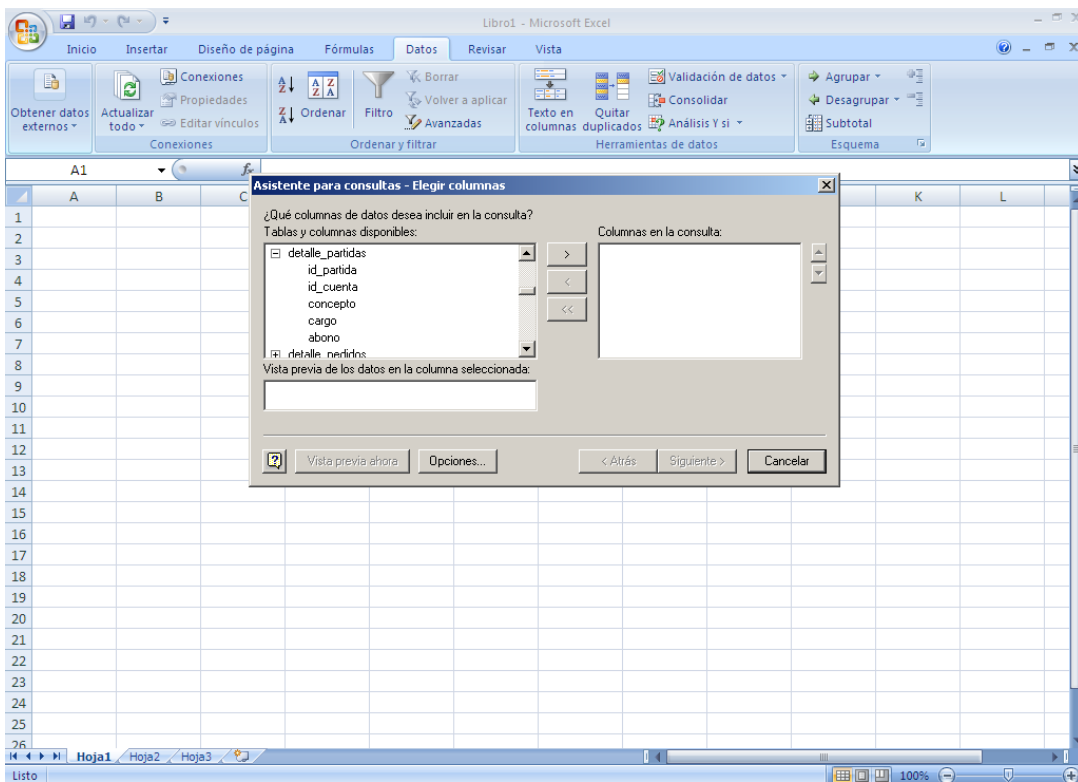 Libro1 - Microsoft Excel
Inicio Insertar Diseño de página Fórmulas Datos Revisar Vista
Obtener datos externos
Actualizar todo
Conexiones
Propiedades
Editar vínculos
Conexiones
Ordenar
Filtro
Borrar
Volver a aplicar
Avanzadas
Ordenar y filtrar
Texto en columnas
Quitar duplicados
Validación de datos
Consolidar
Análisis Y si
Herramientas de datos
Agrupar
Desagrupar
Subtotal
Esquema
A1 fx
A B C K L
Asistente para consultas - Elegir columnas
¿Qué columnas de datos desea incluir en la consulta?
Tablas y columnas disponibles:
Columnas en la consulta:
detalle_partidas
id_partida
id_cuenta
concepto
cargo
abono
detalle_pedidos
>
<
<<
Vista previa de los datos en la columna seleccionada:
Vista previa ahora Opciones... < Atrás Siguiente > Cancelar
1
2
3
4
5
6
7
8
9
10
11
12
13
14
15
16
17
18
19
20
21
22
23
24
25
26
Hoja1 Hoja2 Hoja3
Listo 100%